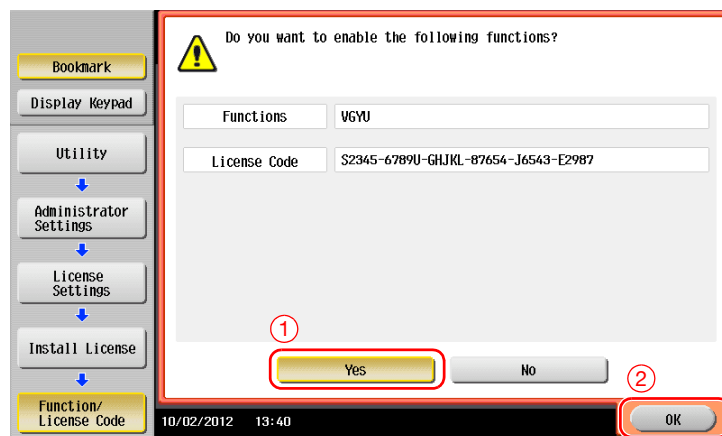 Do you want to enable the following functions?
Bookmark
Display Keypad
Functions
VGYU
Utility
License Code
S2345-6789U-GHJKL-87654-J6543-E2987
Administrator
Settings
License
Settings
1
Install License
Yes
No
2
Function/
License Code
10/02/2012 13:40
OK